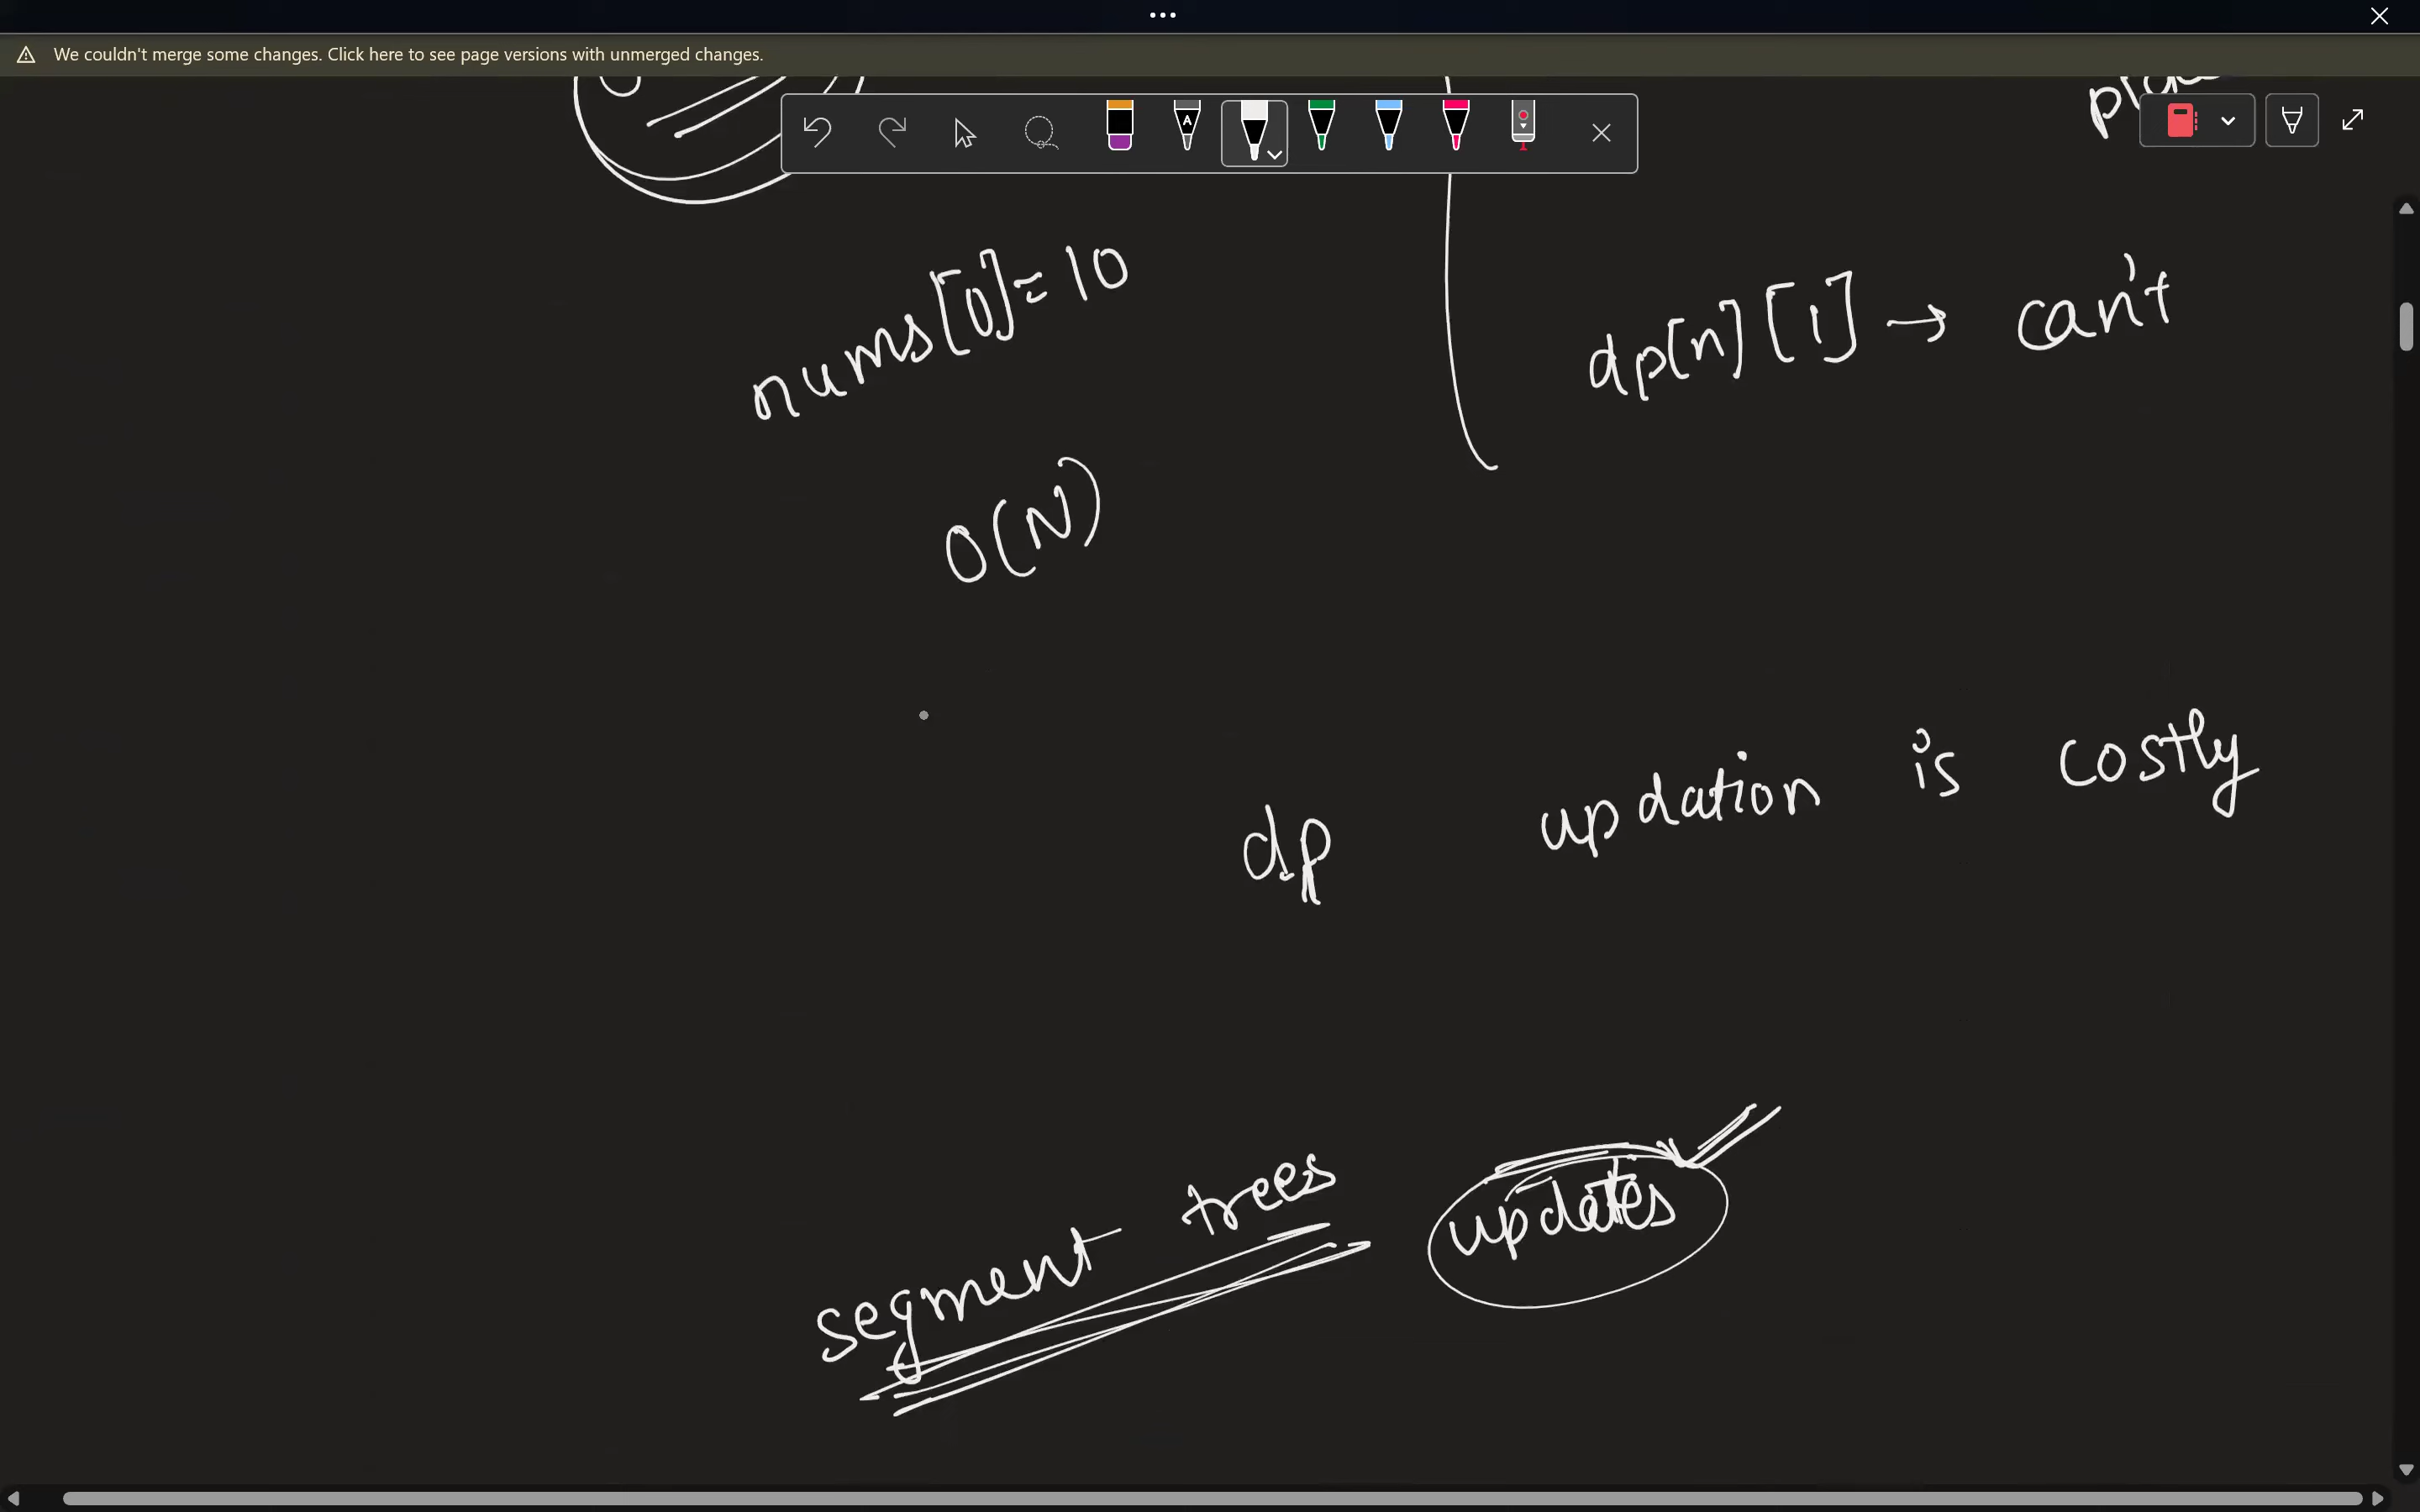 We couldn't merge some changes. Click here to see page versions with unmerged changes.
A
nums[0]=10
dp[n][1]→ can't
O(N)
dp updation is costly
segment trees updates